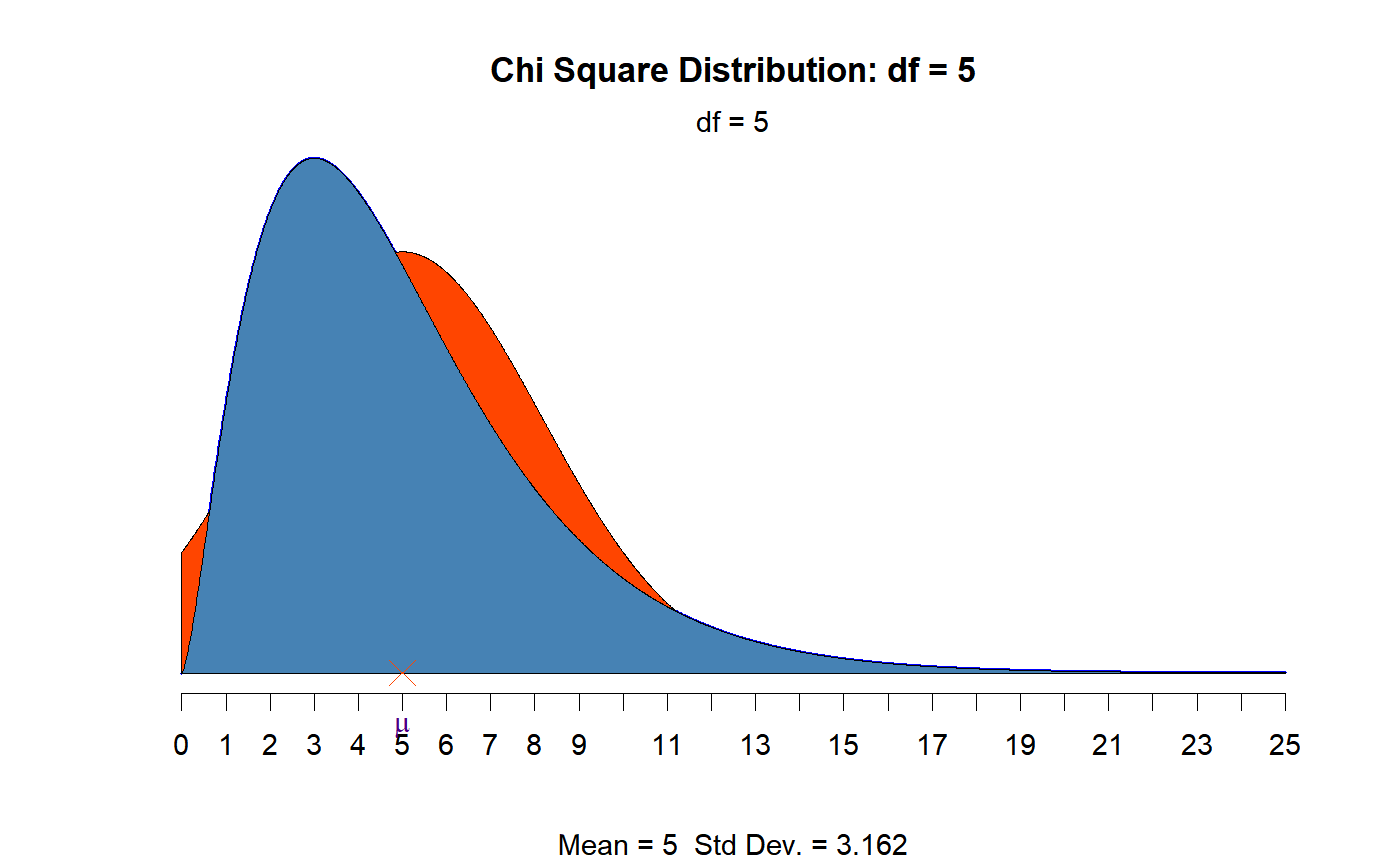 Chi Square Distribution: df = 5
df = 5
μ
0 1 2 3 4 5 6 7 8 9 11 13 15 17 19 21 23 25
Mean = 5 Std Dev. = 3.162